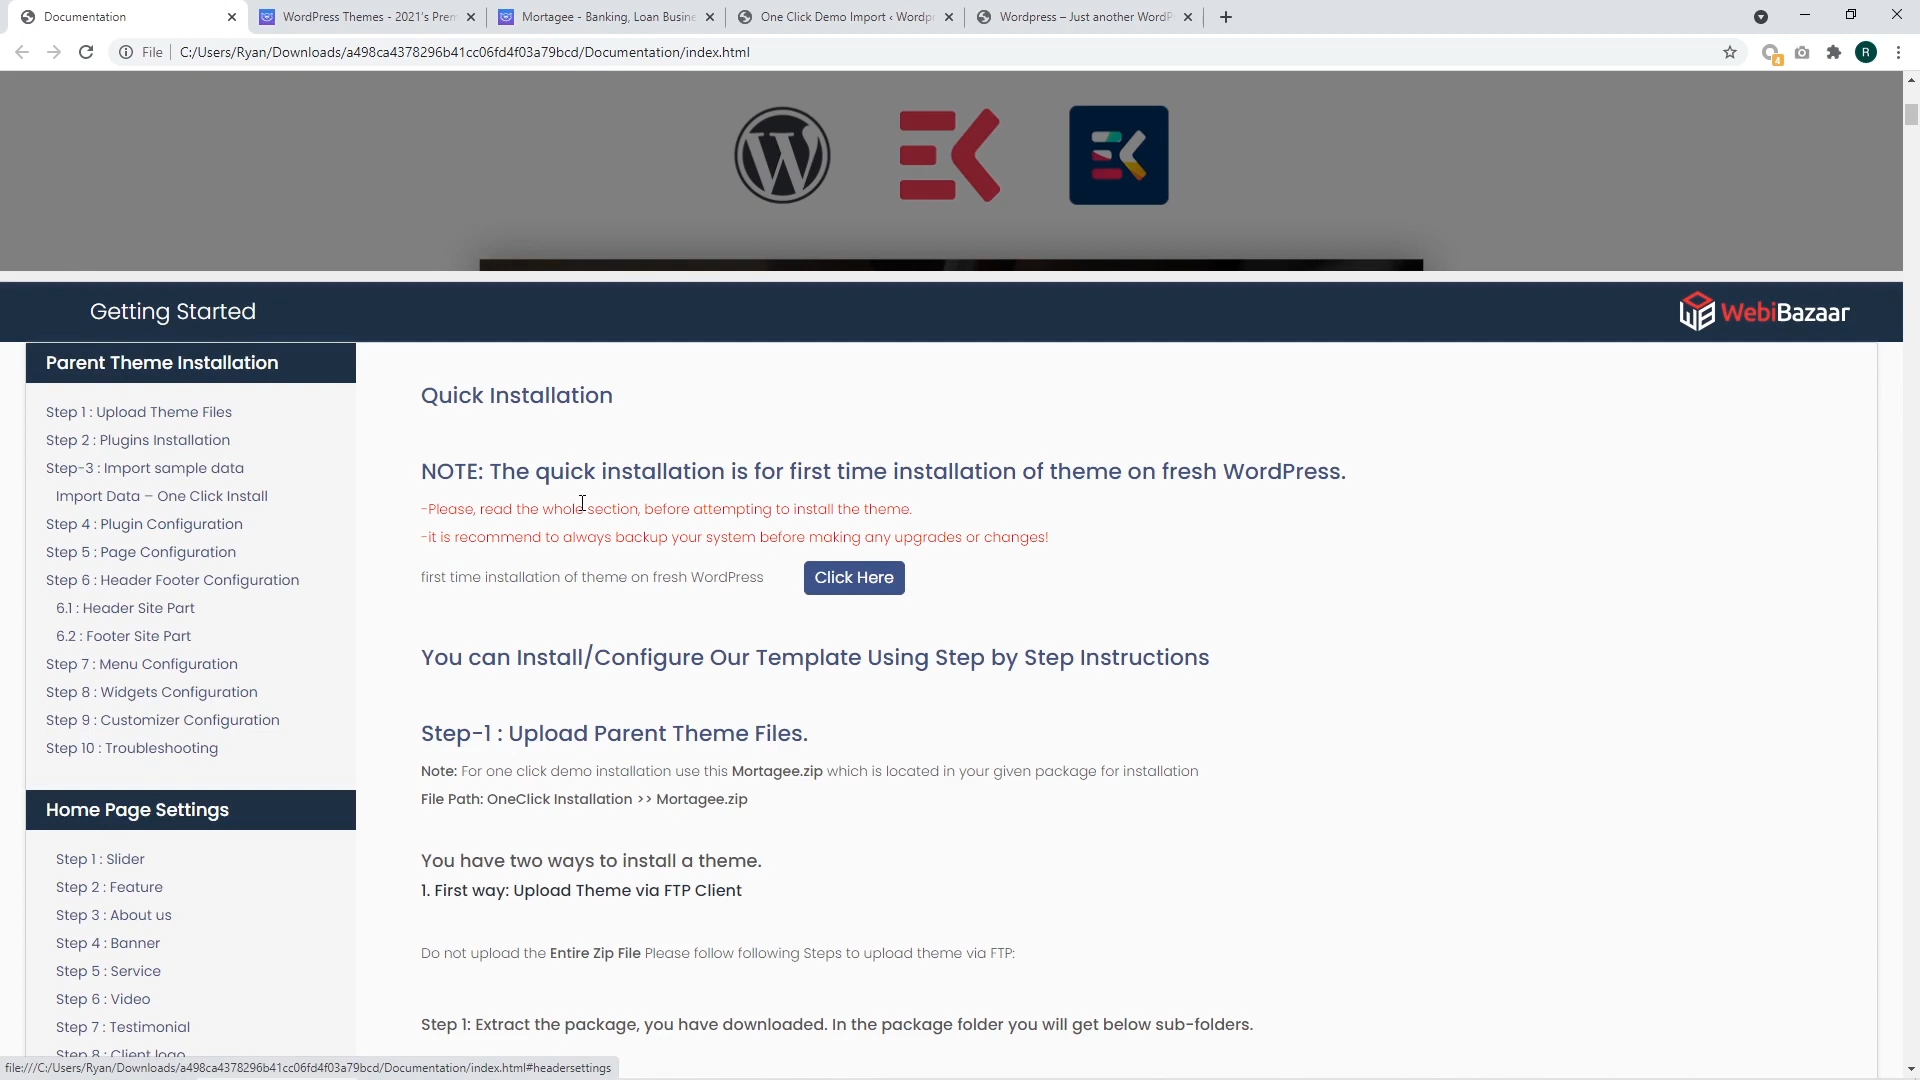 Documentation
WordPress Themes - 2021's Prem
Mortagee - Banking, Loan Busine
One Click Demo Import ‹ Wordpr
Wordpress – Just another WordP
File
C:/Users/Ryan/Downloads/a498ca4378296b41cc06fd4f03a79bcd/Documentation/index.html
4
R
Getting Started
WebiBazaar
Parent Theme Installation
Step 1 : Upload Theme Files
Step 2 : Plugins Installation
Step-3 : Import sample data
Import Data – One Click Install
Step 4 : Plugin Configuration
Step 5 : Page Configuration
Step 6 : Header Footer Configuration
6.1 : Header Site Part
6.2 : Footer Site Part
Step 7 : Menu Configuration
Step 8 : Widgets Configuration
Step 9 : Customizer Configuration
Step 10 : Troubleshooting
Home Page Settings
Step 1 : Slider
Step 2 : Feature
Step 3 : About us
Step 4 : Banner
Step 5 : Service
Step 6 : Video
Step 7 : Testimonial
Step 8 : Client logo
Quick Installation
NOTE: The quick installation is for first time installation of theme on fresh WordPress.
-Please, read the whole section, before attempting to install the theme.
-it is recommend to always backup your system before making any upgrades or changes!
first time installation of theme on fresh WordPress
Click Here
You can Install/Configure Our Template Using Step by Step Instructions
Step-1 : Upload Parent Theme Files.
Note: For one click demo installation use this Mortagee.zip which is located in your given package for installation
File Path: OneClick Installation >> Mortagee.zip
You have two ways to install a theme.
1. First way: Upload Theme via FTP Client
Do not upload the Entire Zip File Please follow following Steps to upload theme via FTP:
Step 1: Extract the package, you have downloaded. In the package folder you will get below sub-folders.
file:///C:/Users/Ryan/Downloads/a498ca4378296b41cc06fd4f03a79bcd/Documentation/index.html#headersettings